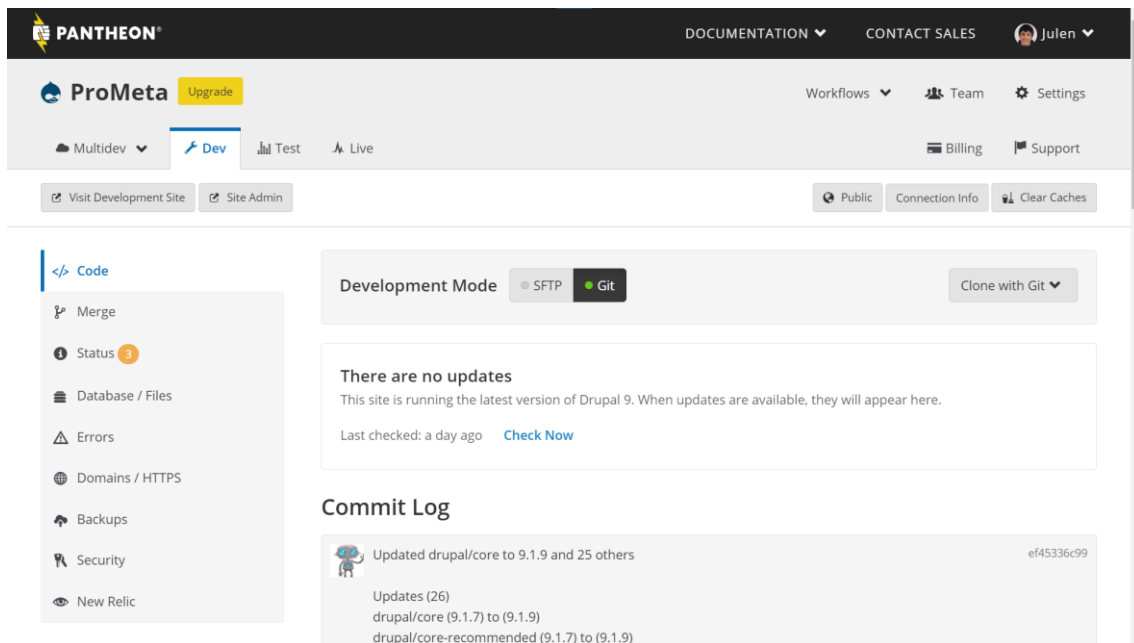 PANTHEON®
DOCUMENTATION
CONTACT SALES
Julen
ProMeta
Upgrade
Workflows
Team
Settings
Multidev
Dev
Test
Live
Billing
Support
Visit Development Site
Site Admin
Public
Connection Info
Clear Caches
</> Code
Merge
Status 3
Database / Files
Errors
Domains / HTTPS
Backups
Security
New Relic
Development Mode
SFTP
Git
Clone with Git
There are no updates
This site is running the latest version of Drupal 9. When updates are available, they will appear here.
Last checked: a day ago
Check Now
Commit Log
Updated drupal/core to 9.1.9 and 25 others
ef45336c99
Updates (26)
drupal/core (9.1.7) to (9.1.9)
drupal/core-recommended (9.1.7) to (9.1.9)